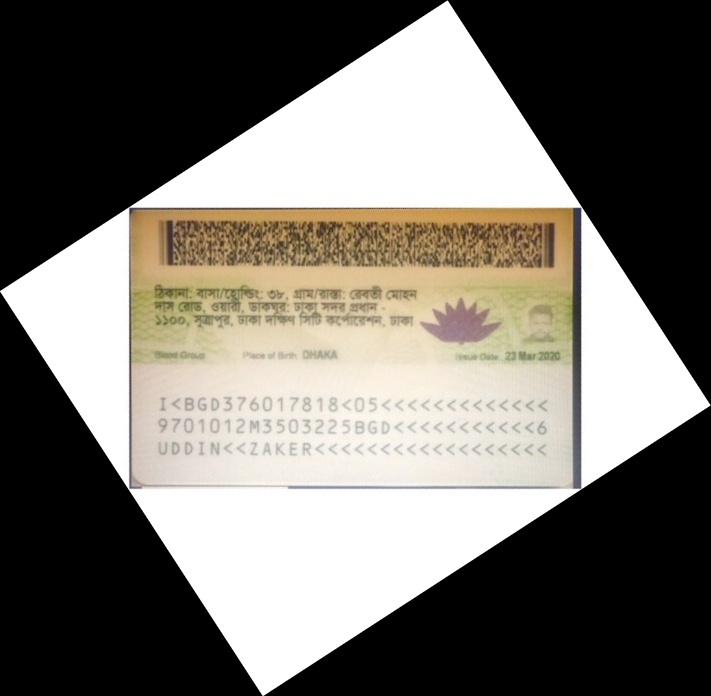 ঠিকানা: বাসা/হোল্ডিং: ৩৮, গ্রাম/রাস্তা: রেবতী মোহন
দাস রোড, ওয়ারী, ডাকঘর: ঢাকা সদর প্রধান -
১১০০, সূত্রাপুর, ঢাকা দক্ষিণ সিটি কর্পোরেশন, ঢাকা
Blood Group Place of Birth DHAKA Issue Date 23 Mar 2020
I<BGD376017818<05<<<<<<<<<<<<<
9701012M3503225BGD<<<<<<<<<<<6
UDDIN<<ZAKER<<<<<<<<<<<<<<<<<<